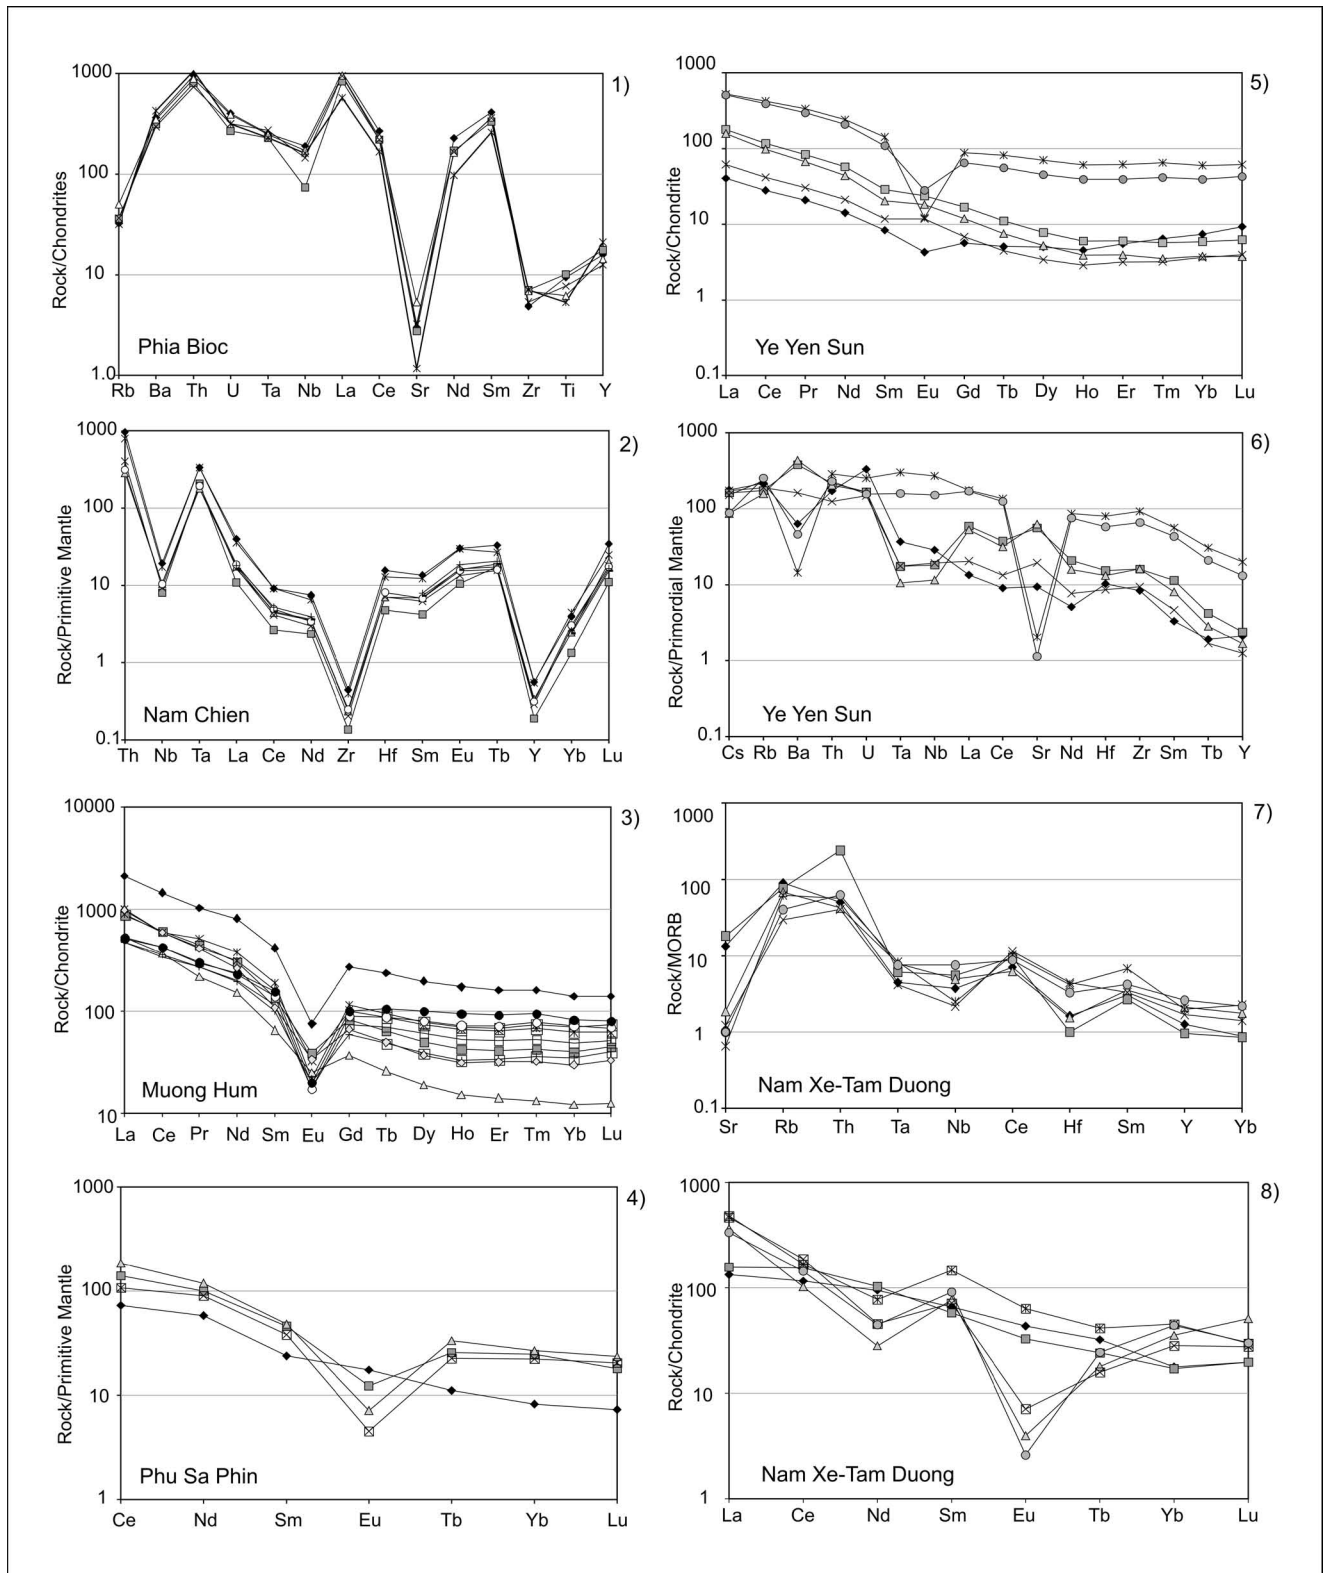 1)
Rock/Chondrites
1000
100
10
1.0
Phia Bioc
Rb Ba Th U Ta Nb La Ce Sr Nd Sm Zr Ti Y
2)
Rock/Primitive Mantle
1000
100
10
1
0.1
Nam Chien
Th Nb Ta La Ce Nd Zr Hf Sm Eu Tb Y Yb Lu
3)
Rock/Chondrite
10000
1000
100
10
Muong Hum
La Ce Pr Nd Sm Eu Gd Tb Dy Ho Er Tm Yb Lu
4)
Rock/Primitive Mantle
1000
100
10
1
Phu Sa Phin
Ce Nd Sm Eu Tb Yb Lu
5)
Rock/Chondrite
1000
100
10
1
0.1
Ye Yen Sun
La Ce Pr Nd Sm Eu Gd Tb Dy Ho Er Tm Yb Lu
6)
Rock/Primordial Mantle
1000
100
10
1
0.1
Ye Yen Sun
Cs Rb Ba Th U Ta Nb La Ce Sr Nd Hf Zr Sm Tb Y
7)
Rock/MORB
1000
100
10
1
0.1
Nam Xe-Tam Duong
Sr Rb Th Ta Nb Ce Hf Sm Y Yb
8)
Rock/Chondrite
1000
100
10
1
Nam Xe-Tam Duong
La Ce Nd Sm Eu Tb Yb Lu